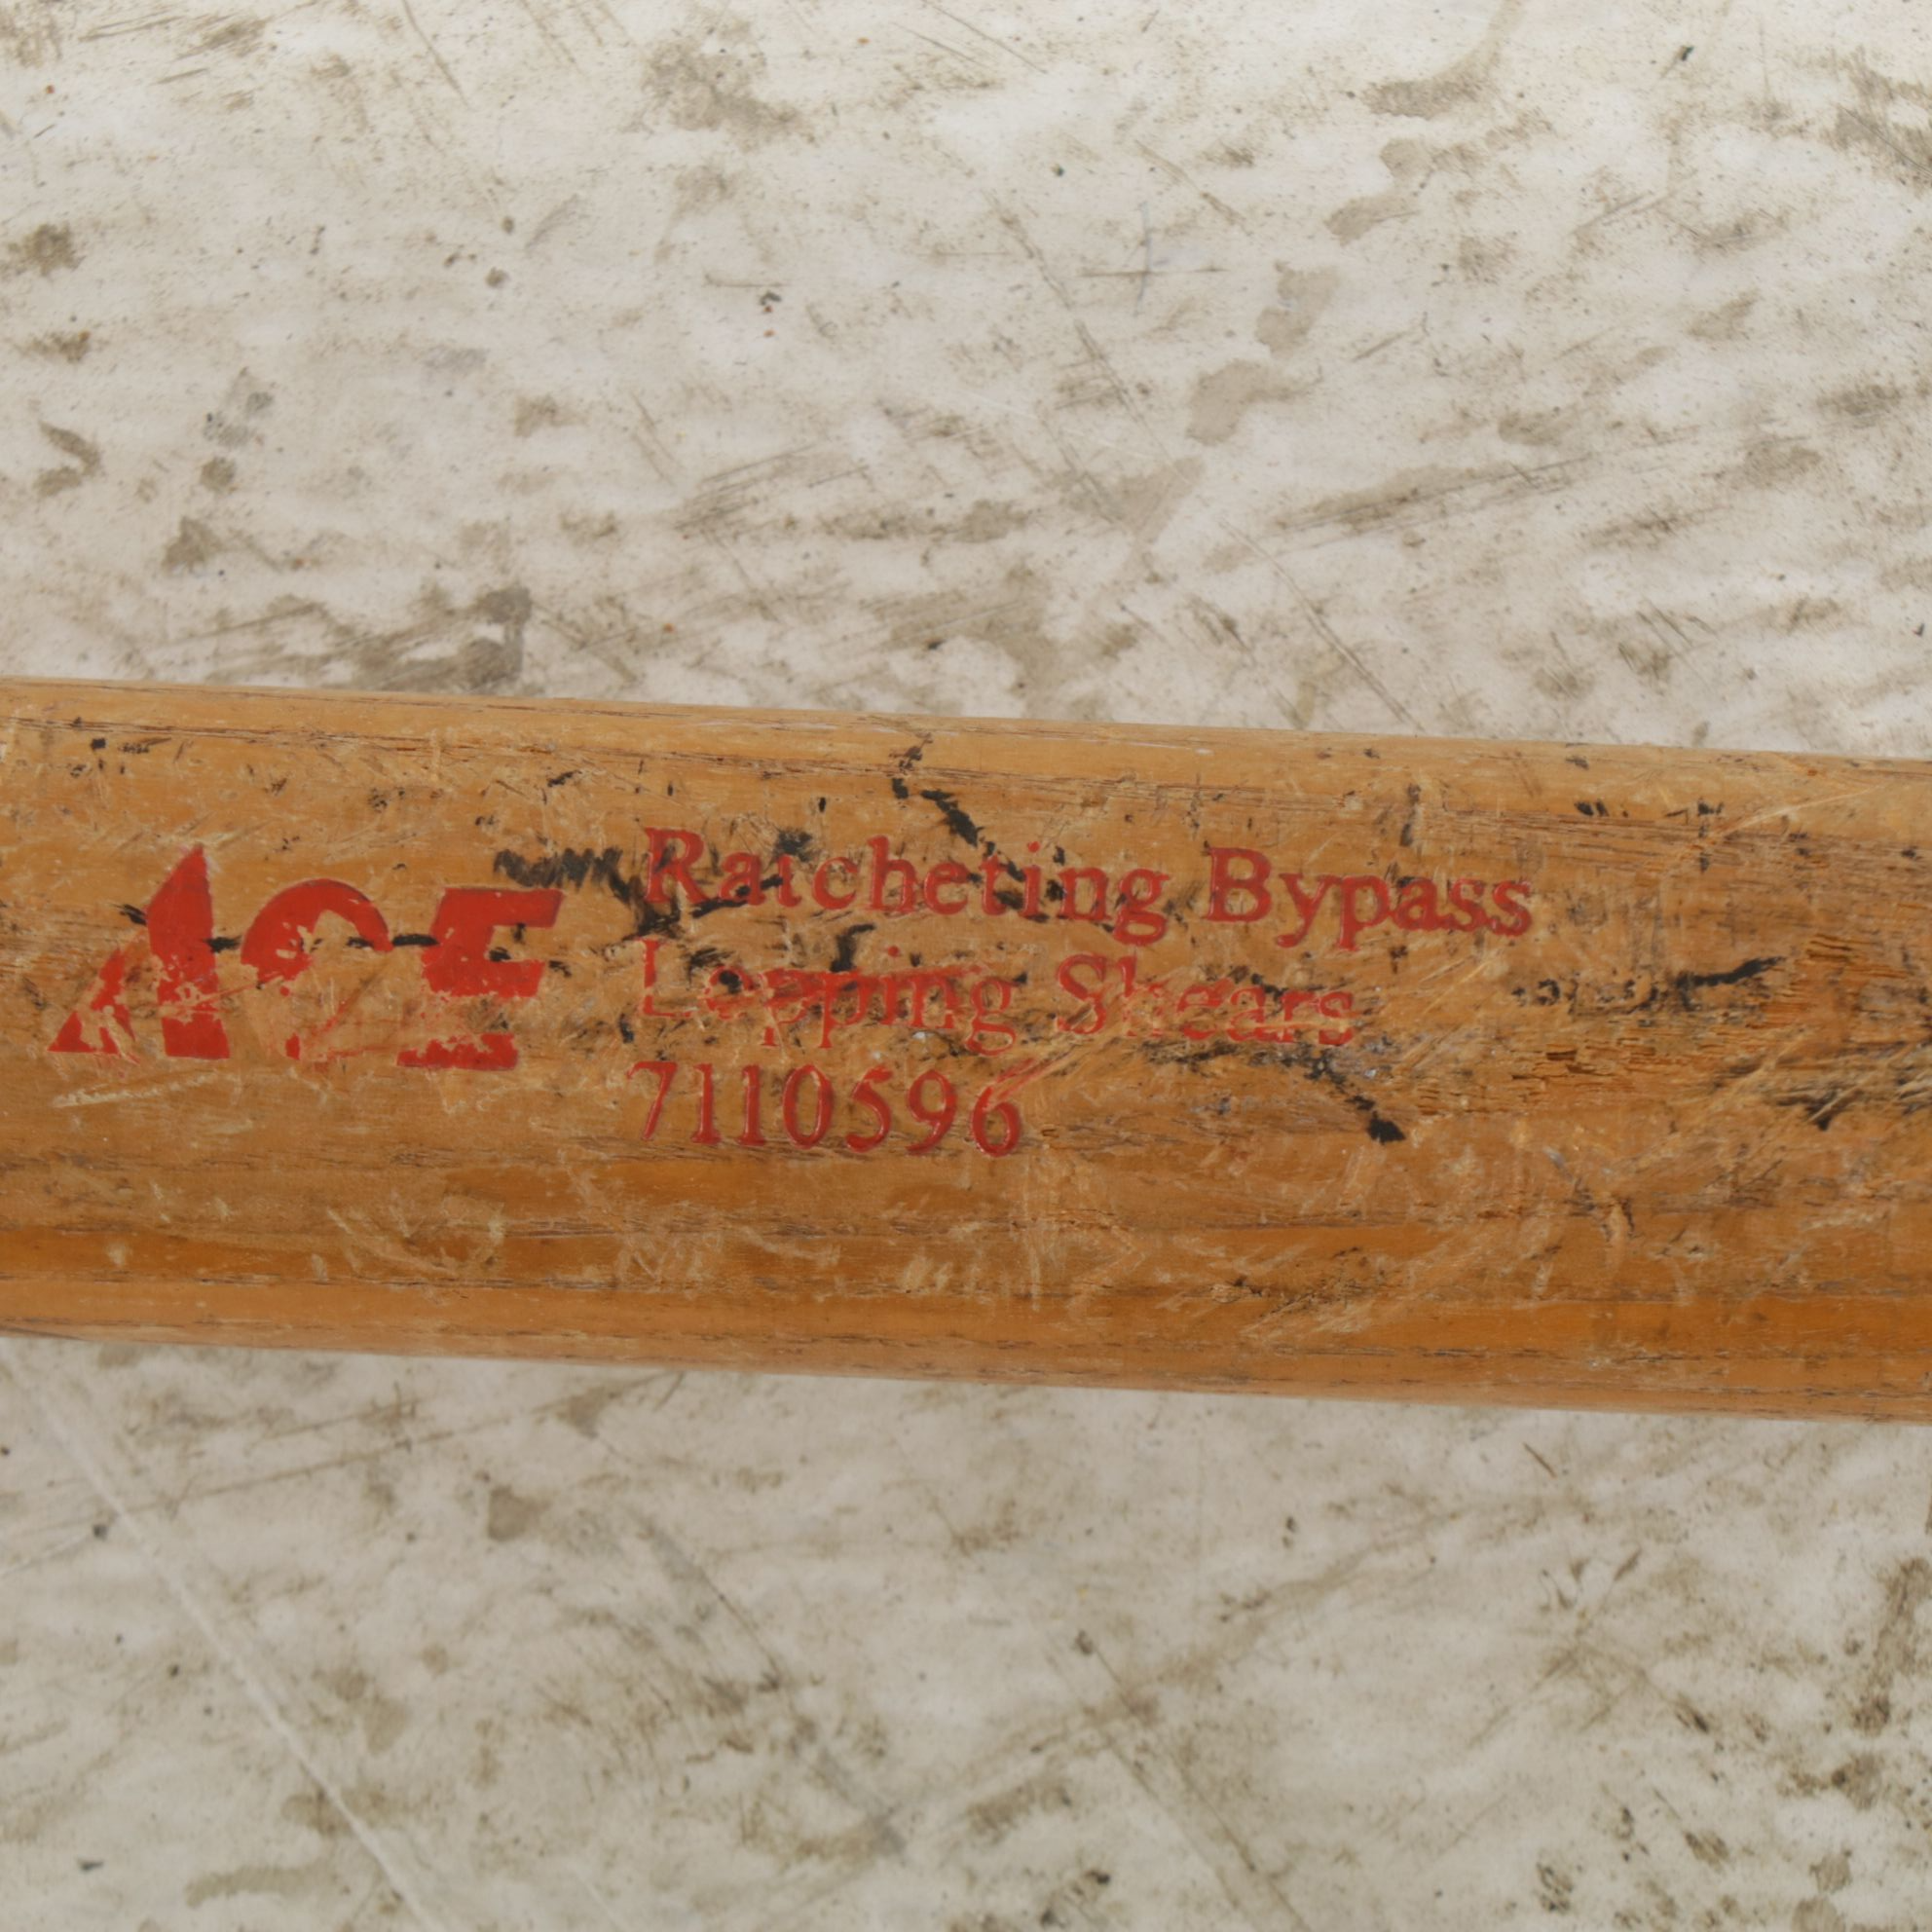 ACE
Ratcheting Bypass
Lopping Shears
7110596